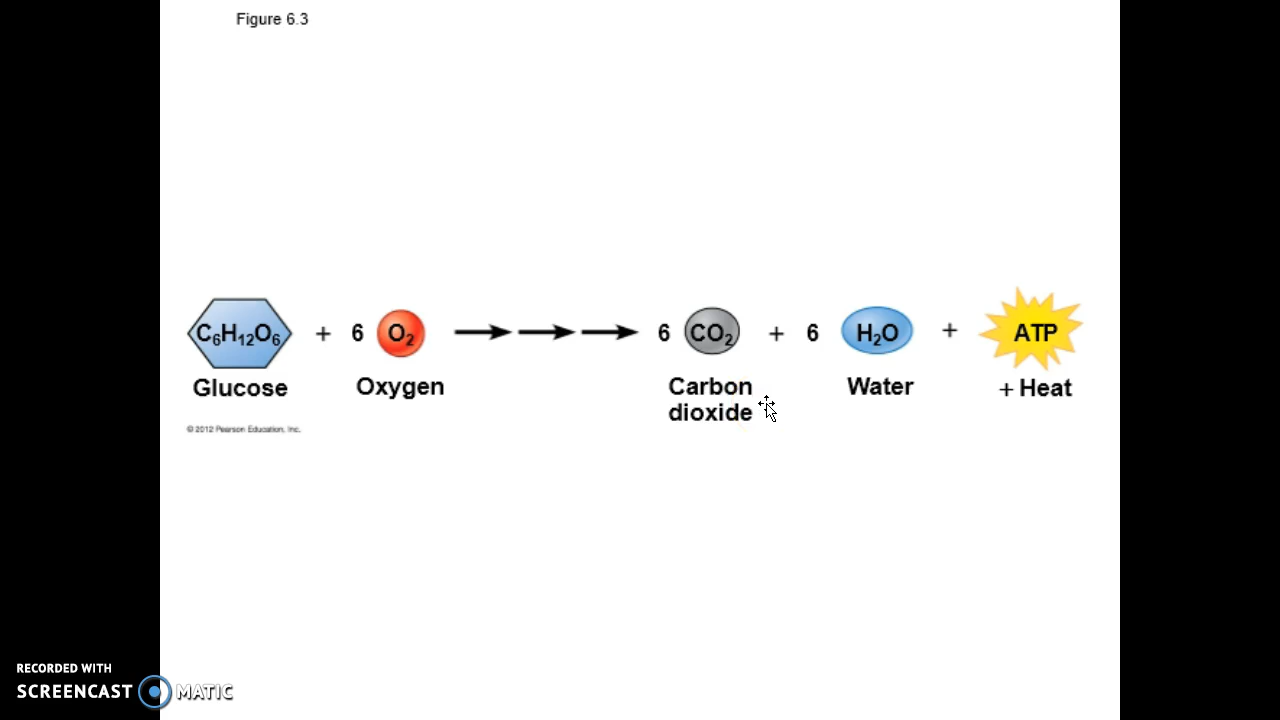 Figure 6.3
C₆H₁₂O₆ + 6 O₂ 6 CO₂ + 6 H₂O + ATP
Glucose Oxygen Carbon dioxide Water + Heat
© 2012 Pearson Education, Inc.
RECORDED WITH
SCREENCAST MATIC